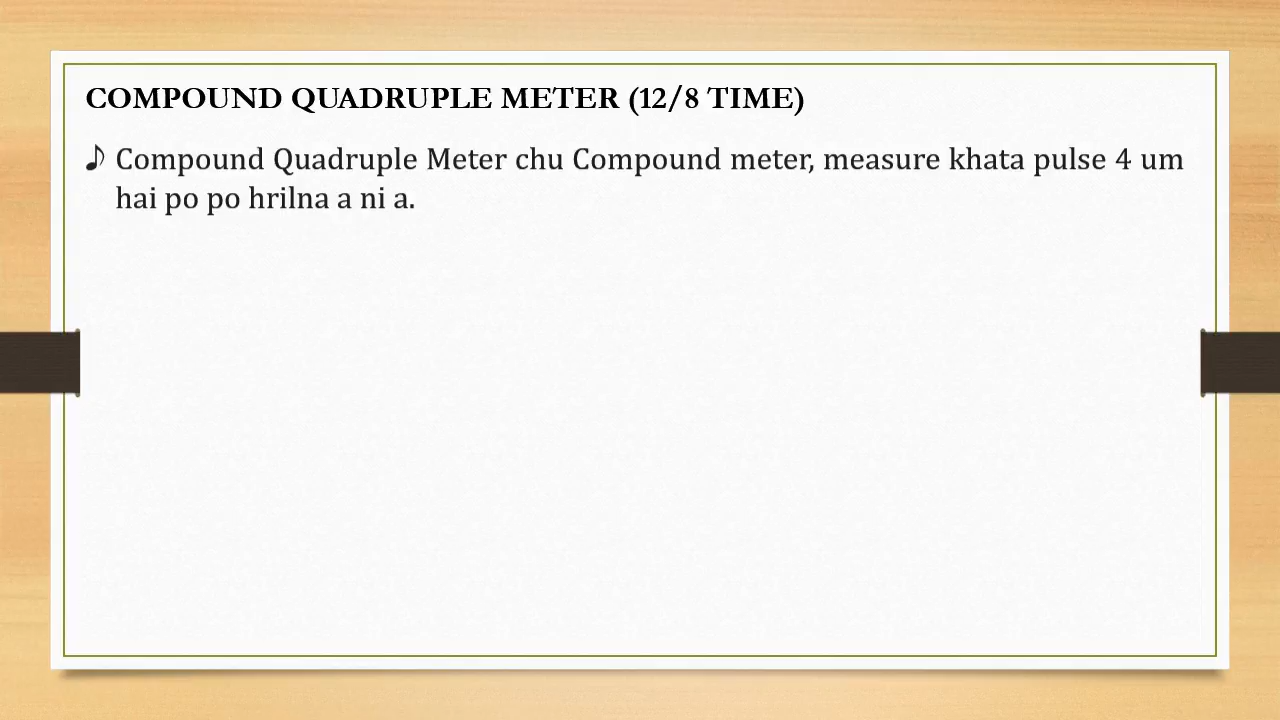 COMPOUND QUADRUPLE METER (12/8 TIME)
♪ Compound Quadruple Meter chu Compound meter, measure khata pulse 4 um
hai po po hrilna a ni a.